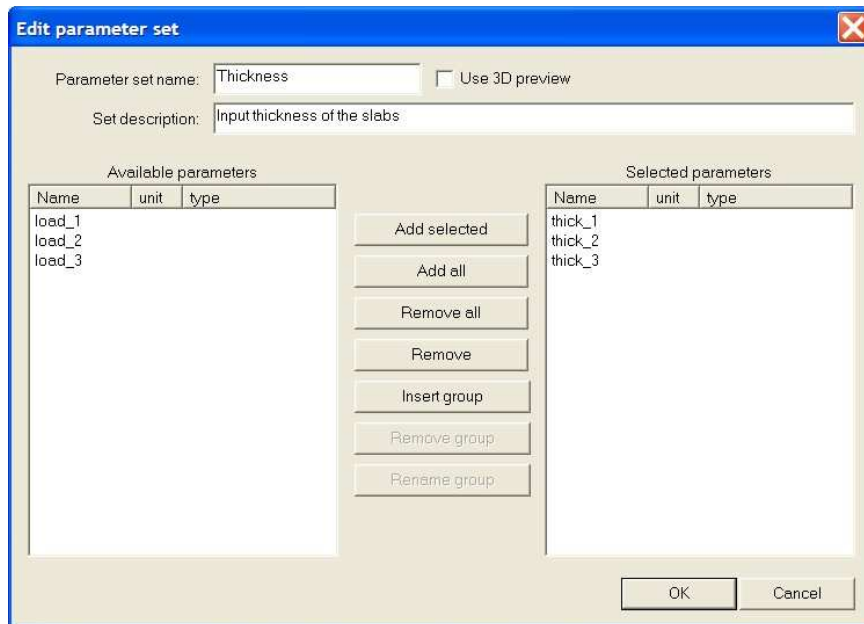 Edit parameter set
Parameter set name: Thickness Use 3D preview
Set description: Input thickness of the slabs
Available parameters
Name unit type
load_1
load_2
load_3
Add selected
Add all
Remove all
Remove
Insert group
Remove group
Rename group
Selected parameters
Name unit type
thick_1
thick_2
thick_3
OK Cancel